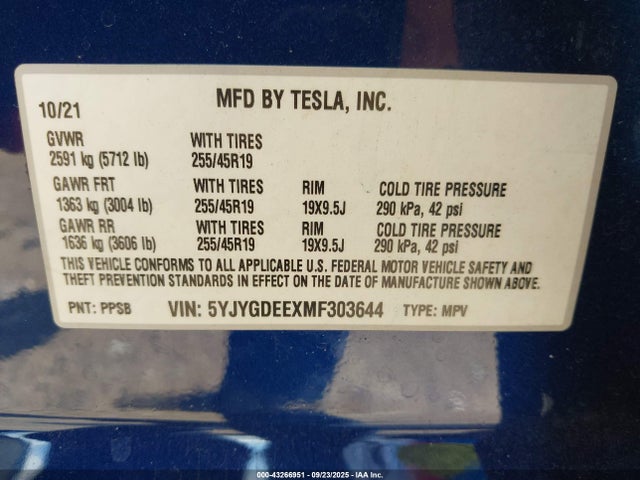 10/21 MFD BY TESLA, INC.
GVWR WITH TIRES
2591 kg (5712 lb) 255/45R19
GAWR FRT WITH TIRES RIM COLD TIRE PRESSURE
1363 kg (3004 lb) 255/45R19 19X9.5J 290 kPa, 42 psi
GAWR RR WITH TIRES RIM COLD TIRE PRESSURE
1636 kg (3606 lb) 255/45R19 19X9.5J 290 kPa, 42 psi
THIS VEHICLE CONFORMS TO ALL APPLICABLE U.S. FEDERAL MOTOR VEHICLE SAFETY AND
THEFT PREVENTION STANDARDS IN EFFECT ON THE DATE OF MANUFACTURE SHOWN ABOVE.
PNT: PPSB VIN: 5YJYGDEEXMF303644 TYPE: MPV
000-43266951 - 09/23/2025 - IAA Inc.